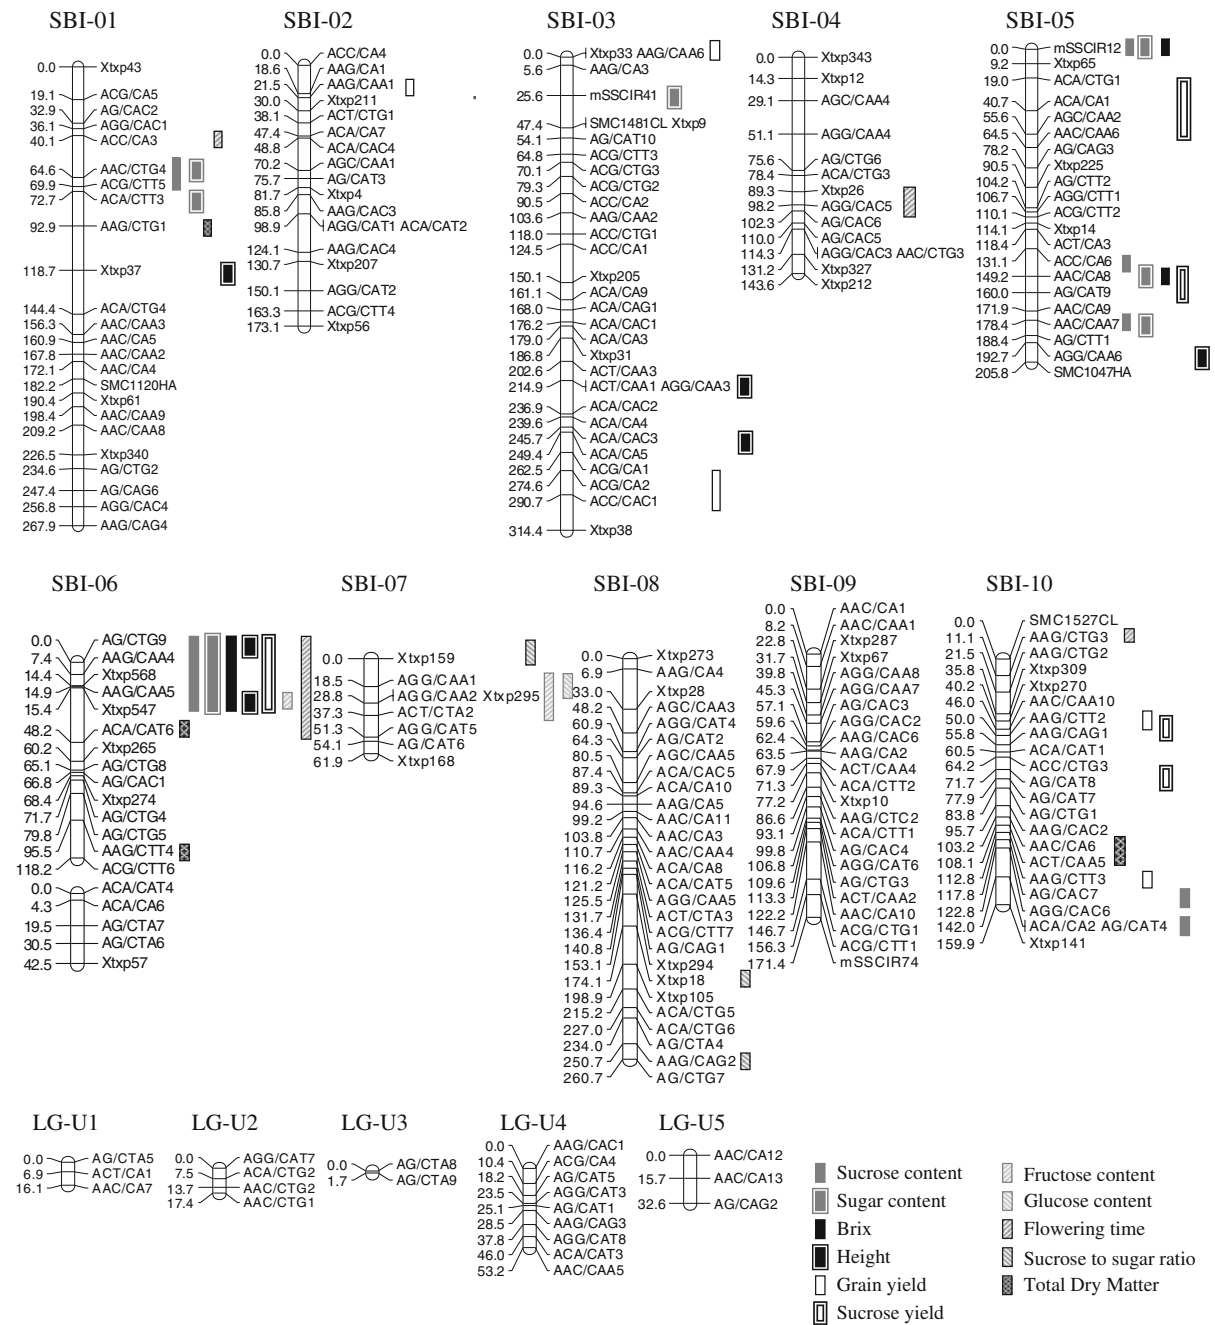 SBI-01
0.0 Xtxp43
19.1 ACG/CA5
32.9 AG/CAC2
36.1 AGG/CAC1
40.1 ACC/CA3
64.6 AAC/CTG4
69.9 ACG/CTT5
72.7 ACA/CTT3
92.9 AAG/CTG1
118.7 Xtxp37
144.4 ACA/CTG4
156.3 AAC/CAA3
160.9 AAC/CA5
167.8 AAC/CAA2
172.1 AAC/CA4
182.2 SMC1120HA
190.4 Xtxp61
198.4 AAC/CAA9
209.2 AAC/CAA8
226.5 Xtxp340
234.6 AG/CTG2
247.4 AG/CAG6
256.8 AGG/CAC4
267.9 AAG/CAG4
SBI-02
0.0 ACC/CA4
18.6 AAG/CA1
21.5 AAG/CAA1
30.0 Xtxp211
38.1 ACT/CTG1
47.4 ACA/CA7
48.8 ACA/CAC4
70.2 AGC/CAA1
75.7 AG/CAT3
81.7 Xtxp4
85.8 AAG/CAC3
98.9 AGG/CAT1 ACA/CAT2
124.1 AAG/CAC4
130.7 Xtxp207
150.1 AGG/CAT2
163.3 ACG/CTT4
173.1 Xtxp56
SBI-03
0.0 Xtxp33 AAG/CAA6
5.6 AAG/CA3
25.6 mSSCIR41
47.4 SMC1481CL Xtxp9
54.1 AG/CAT10
64.8 ACG/CTT3
70.1 ACG/CTG3
79.3 ACG/CTG2
90.5 ACC/CA2
103.6 AAG/CAA2
118.0 ACC/CTG1
124.5 ACC/CA1
150.1 Xtxp205
161.1 ACA/CA9
168.0 ACA/CAG1
176.2 ACA/CAC1
179.0 ACA/CA3
186.8 Xtxp31
202.6 ACT/CAA3
214.9 ACT/CAA1 AGG/CAA3
236.9 ACA/CAC2
239.6 ACA/CA4
245.7 ACA/CAC3
249.4 ACA/CA5
262.5 ACG/CA1
274.6 ACG/CA2
290.7 ACC/CAC1
314.4 Xtxp38
SBI-04
0.0 Xtxp343
14.3 Xtxp12
29.1 AGC/CAA4
51.1 AGG/CAA4
75.6 AG/CTG6
78.4 ACA/CTG3
89.3 Xtxp26
98.2 AGG/CAC5
102.3 AG/CAC6
110.0 AG/CAC5
114.3 AGG/CAC3 AAC/CTG3
131.2 Xtxp327
143.6 Xtxp212
SBI-05
0.0 mSSCIR12
9.2 Xtxp65
19.0 ACA/CTG1
40.7 ACA/CA1
55.6 AGC/CAA2
64.5 AAC/CAA6
78.2 AG/CAG3
90.5 Xtxp225
104.2 AG/CTT2
106.7 AGG/CTT1
110.1 ACG/CTT2
114.1 Xtxp14
118.4 ACT/CA3
131.1 ACC/CA6
149.2 AAC/CA8
160.0 AG/CAT9
171.9 AAC/CA9
178.4 AAC/CAA7
188.4 AG/CTT1
192.7 AGG/CAA6
205.8 SMC1047HA
SBI-06
0.0 AG/CTG9
7.4 AAG/CAA4
14.4 Xtxp568
14.9 AAG/CAA5
15.4 Xtxp547
48.2 ACA/CAT6
60.2 Xtxp265
65.1 AG/CTG8
66.8 AG/CAC1
68.4 Xtxp274
71.7 AG/CTG4
79.8 AG/CTG5
95.5 AAG/CTT4
118.2 ACG/CTT6
0.0 ACA/CAT4
4.3 ACA/CA6
19.5 AG/CTA7
30.5 AG/CTA6
42.5 Xtxp57
SBI-07
0.0 Xtxp159
18.5 AGG/CAA1
28.8 AGG/CAA2 Xtxp295
37.3 ACT/CTA2
51.3 AGG/CAT5
54.1 AG/CAT6
61.9 Xtxp168
SBI-08
0.0 Xtxp273
6.9 AAG/CA4
33.0 Xtxp28
48.2 AGC/CAA3
60.9 AGG/CAT4
64.3 AG/CAT2
80.5 AGC/CAA5
87.4 ACA/CAC5
89.3 ACA/CA10
94.6 AAG/CA5
99.2 AAC/CA11
103.8 AAC/CA3
110.7 AAC/CAA4
116.2 ACA/CA8
121.2 ACA/CAT5
125.5 AGG/CAA5
131.7 ACT/CTA3
136.4 ACG/CTT7
140.8 AG/CAG1
153.1 Xtxp294
174.1 Xtxp18
198.9 Xtxp105
215.2 ACA/CTG5
227.0 ACA/CTG6
234.0 AG/CTA4
250.7 AAG/CAG2
260.7 AG/CTG7
SBI-09
0.0 AAC/CA1
8.2 AAC/CAA1
22.8 Xtxp287
31.7 Xtxp67
39.8 AGG/CAA8
45.3 AGG/CAA7
57.1 AG/CAC3
59.6 AGG/CAC2
62.4 AAG/CAC6
63.5 AAG/CA2
67.9 ACT/CAA4
71.3 ACA/CTT2
77.2 Xtxp10
86.6 AAG/CTC2
93.1 ACA/CTT1
99.8 AG/CAC4
106.8 AGG/CAT6
109.6 AG/CTG3
113.3 ACT/CAA2
122.2 AAC/CA10
146.7 ACG/CTG1
156.3 ACG/CTT1
171.4 mSSCIR74
SBI-10
0.0 SMC1527CL
11.1 AAG/CTG3
21.5 AAG/CTG2
35.8 Xtxp309
40.2 Xtxp270
46.0 AAC/CAA10
50.0 AAG/CTT2
55.8 AAG/CAG1
60.5 ACA/CAT1
64.2 ACC/CTG3
71.7 AG/CAT8
77.9 AG/CAT7
83.8 AG/CTG1
95.7 AAG/CAC2
103.2 AAC/CA6
108.1 ACT/CAA5
112.8 AAG/CTT3
117.8 AG/CAC7
122.8 AGG/CAC6
142.0 ACA/CA2 AG/CAT4
159.9 Xtxp141
LG-U1
0.0 AG/CTA5
6.9 ACT/CA1
16.1 AAC/CA7
LG-U2
0.0 AGG/CAT7
7.5 ACA/CTG2
13.7 AAC/CTG2
17.4 AAC/CTG1
LG-U3
0.0 AG/CTA8
1.7 AG/CTA9
LG-U4
0.0 AAG/CAC1
10.4 ACG/CA4
18.2 AG/CAT5
23.5 AGG/CAT3
25.1 AG/CAT1
28.5 AAG/CAG3
37.8 AGG/CAT8
46.0 ACA/CAT3
53.2 AAC/CAA5
LG-U5
0.0 AAC/CA12
15.7 AAC/CA13
32.6 AG/CAG2
Sucrose content
Sugar content
Brix
Height
Grain yield
Sucrose yield
Fructose content
Glucose content
Flowering time
Sucrose to sugar ratio
Total Dry Matter